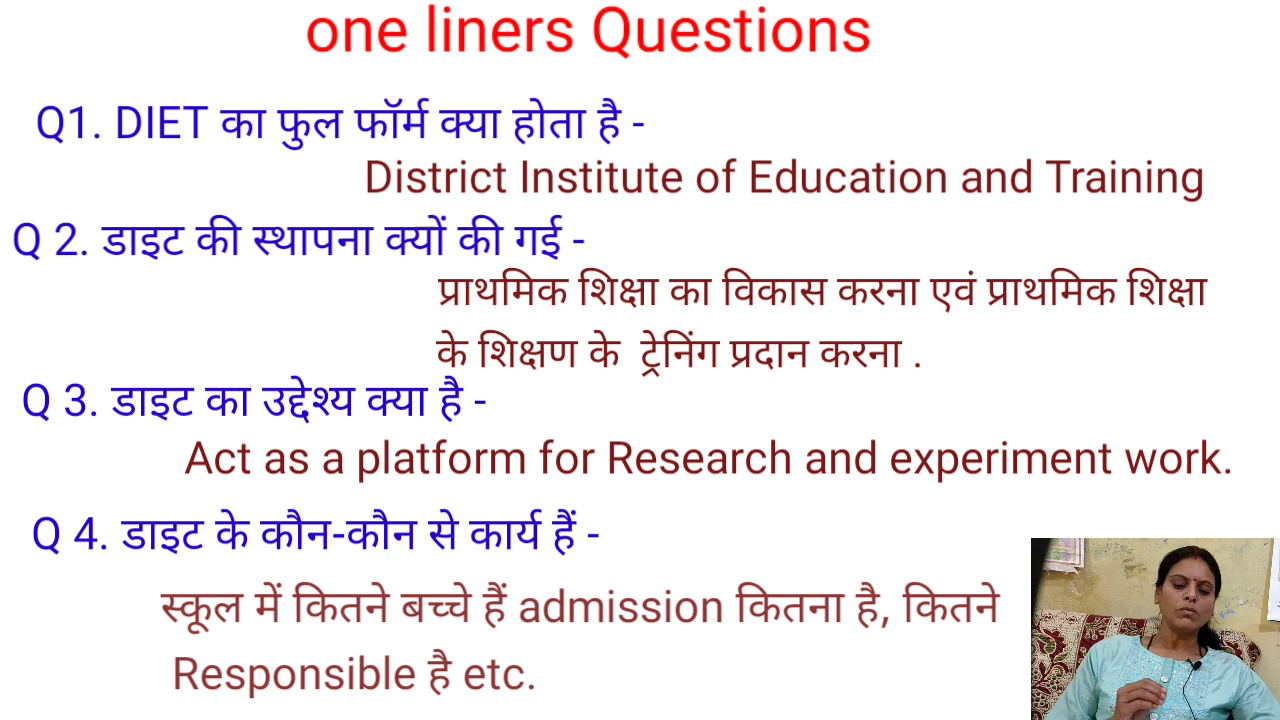 one liners Questions
Q1. DIET का फुल फॉर्म क्या होता है -
District Institute of Education and Training
Q 2. डाइट की स्थापना क्यों की गई -
प्राथमिक शिक्षा का विकास करना एवं प्राथमिक शिक्षा
के शिक्षण के ट्रेनिंग प्रदान करना .
Q 3. डाइट का उद्देश्य क्या है -
Act as a platform for Research and experiment work.
Q 4. डाइट के कौन-कौन से कार्य हैं -
स्कूल में कितने बच्चे हैं admission कितना है, कितने
Responsible है etc.